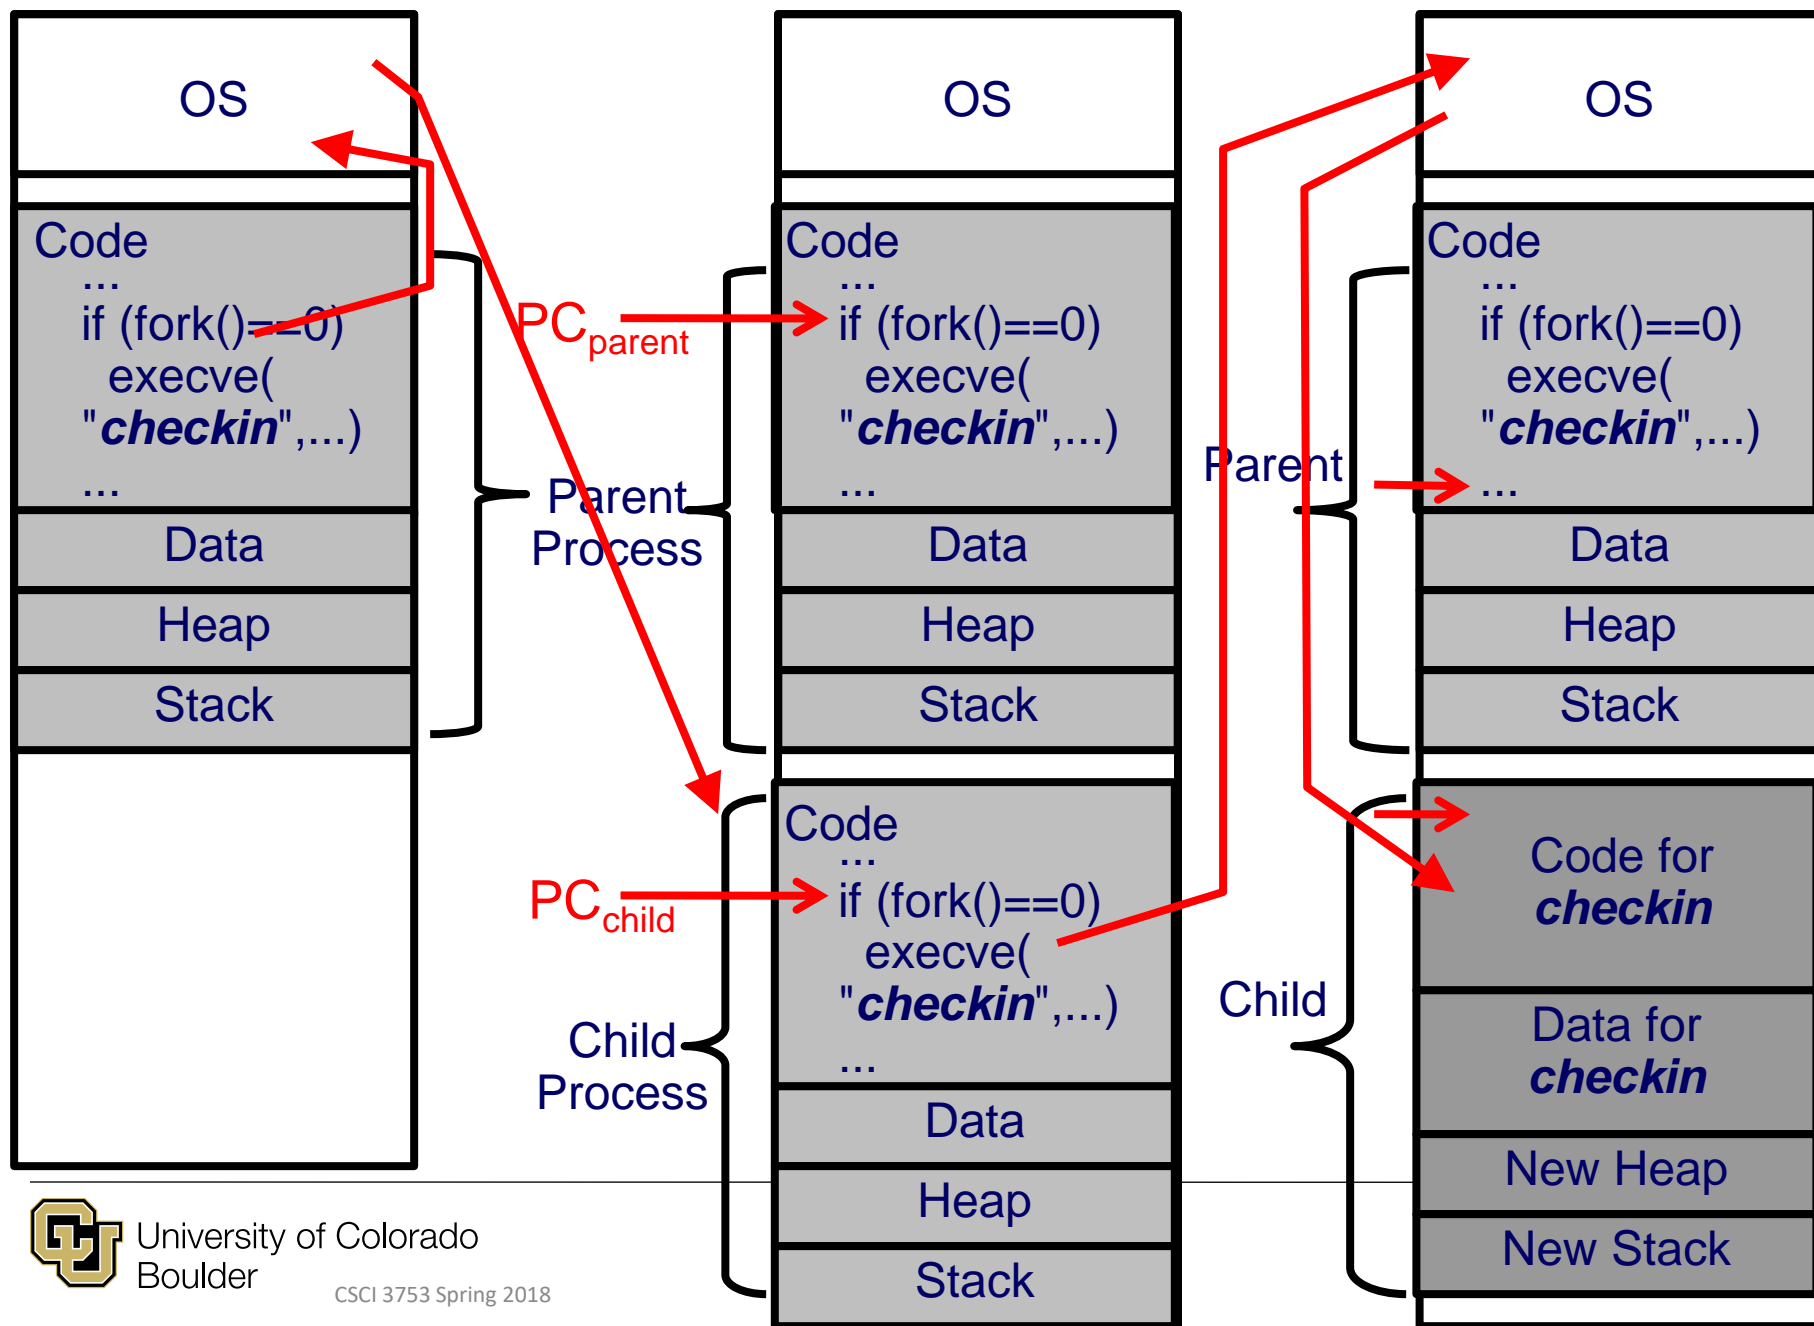 OS
Code
...
if (fork()==0)
execve(
"checkin",...)
...
Data
Heap
Stack
Parent
Process
OS
PCparent
Code
...
if (fork()==0)
execve(
"checkin",...)
...
Data
Heap
Stack
PCchild
Child
Process
Code
...
if (fork()==0)
execve(
"checkin",...)
...
Data
Heap
Stack
OS
Parent
Code
...
if (fork()==0)
execve(
"checkin",...)
...
Data
Heap
Stack
Child
Code for
checkin
Data for
checkin
New Heap
New Stack
CU
University of Colorado
Boulder
CSCI 3753 Spring 2018